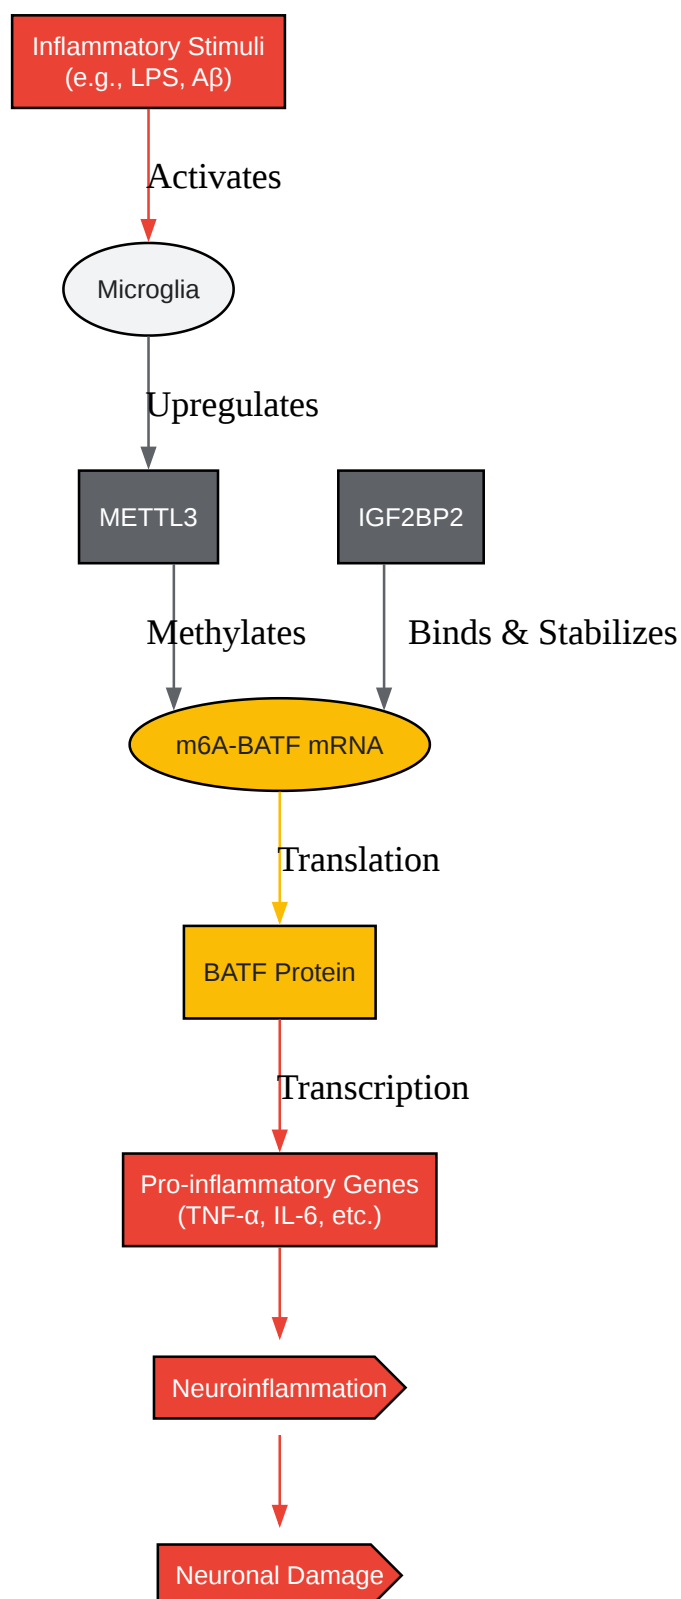 Inflammatory Stimuli
(e.g., LPS, Aβ)
Activates
Microglia
Upregulates
METTL3
IGF2BP2
Methylates
Binds & Stabilizes
m6A-BATF mRNA
Translation
BATF Protein
Transcription
Pro-inflammatory Genes
(TNF-α, IL-6, etc.)
Neuroinflammation
Neuronal Damage